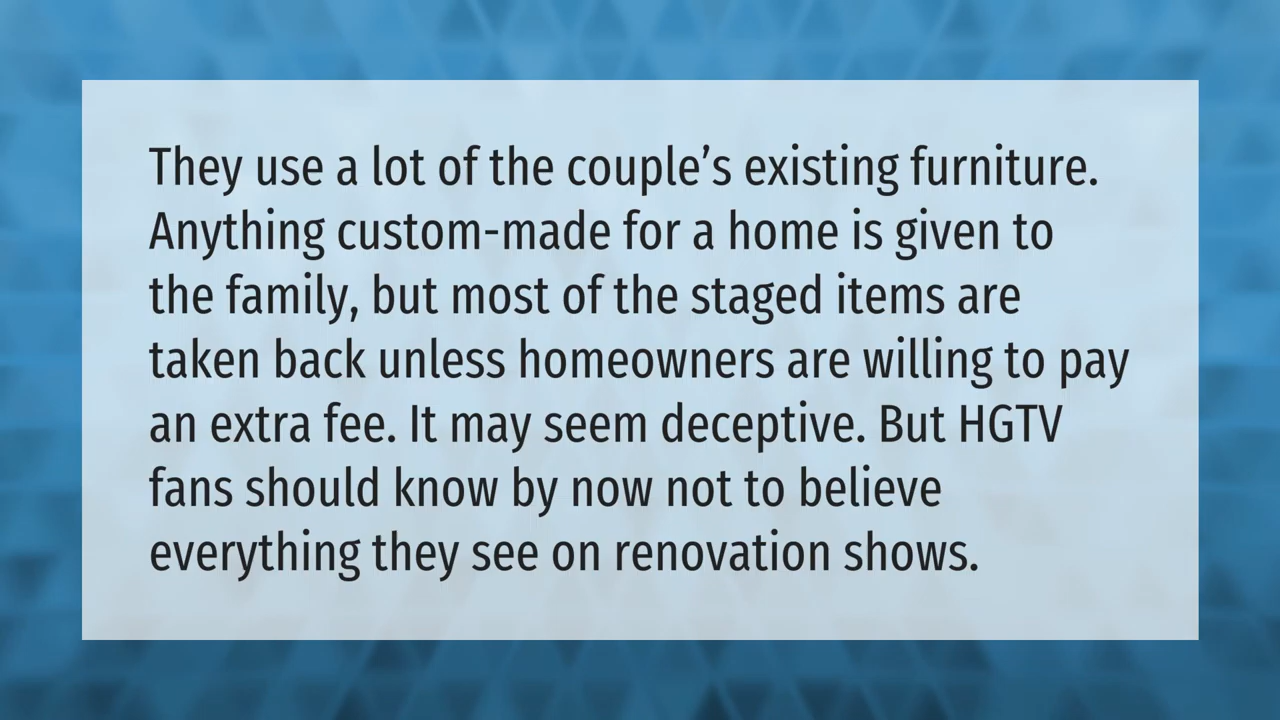 They use a lot of the couple’s existing furniture.
Anything custom-made for a home is given to
the family, but most of the staged items are
taken back unless homeowners are willing to pay
an extra fee. It may seem deceptive. But HGTV
fans should know by now not to believe
everything they see on renovation shows.